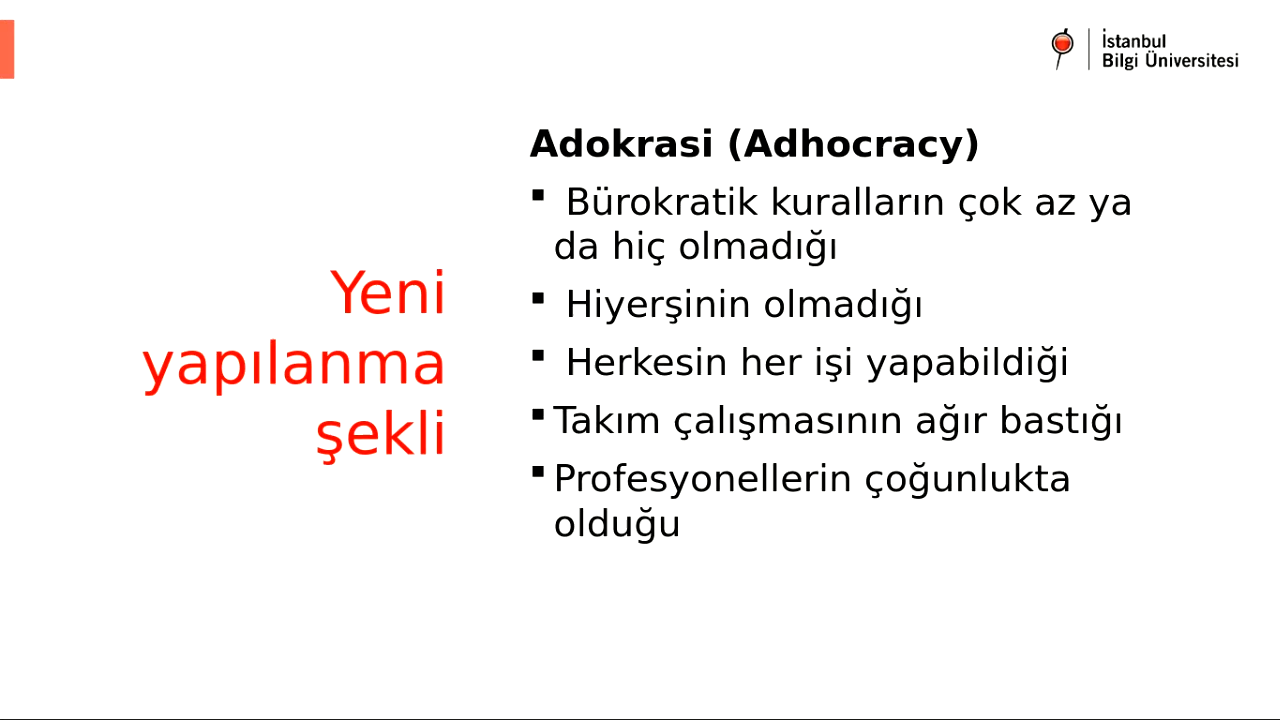 İstanbul
Bilgi Üniversitesi
Yeni
yapılanma
şekli
Adokrasi (Adhocracy)
▪ Bürokratik kuralların çok az ya
da hiç olmadığı
▪ Hiyerşinin olmadığı
▪ Herkesin her işi yapabildiği
▪ Takım çalışmasının ağır bastığı
▪ Profesyonellerin çoğunlukta
olduğu